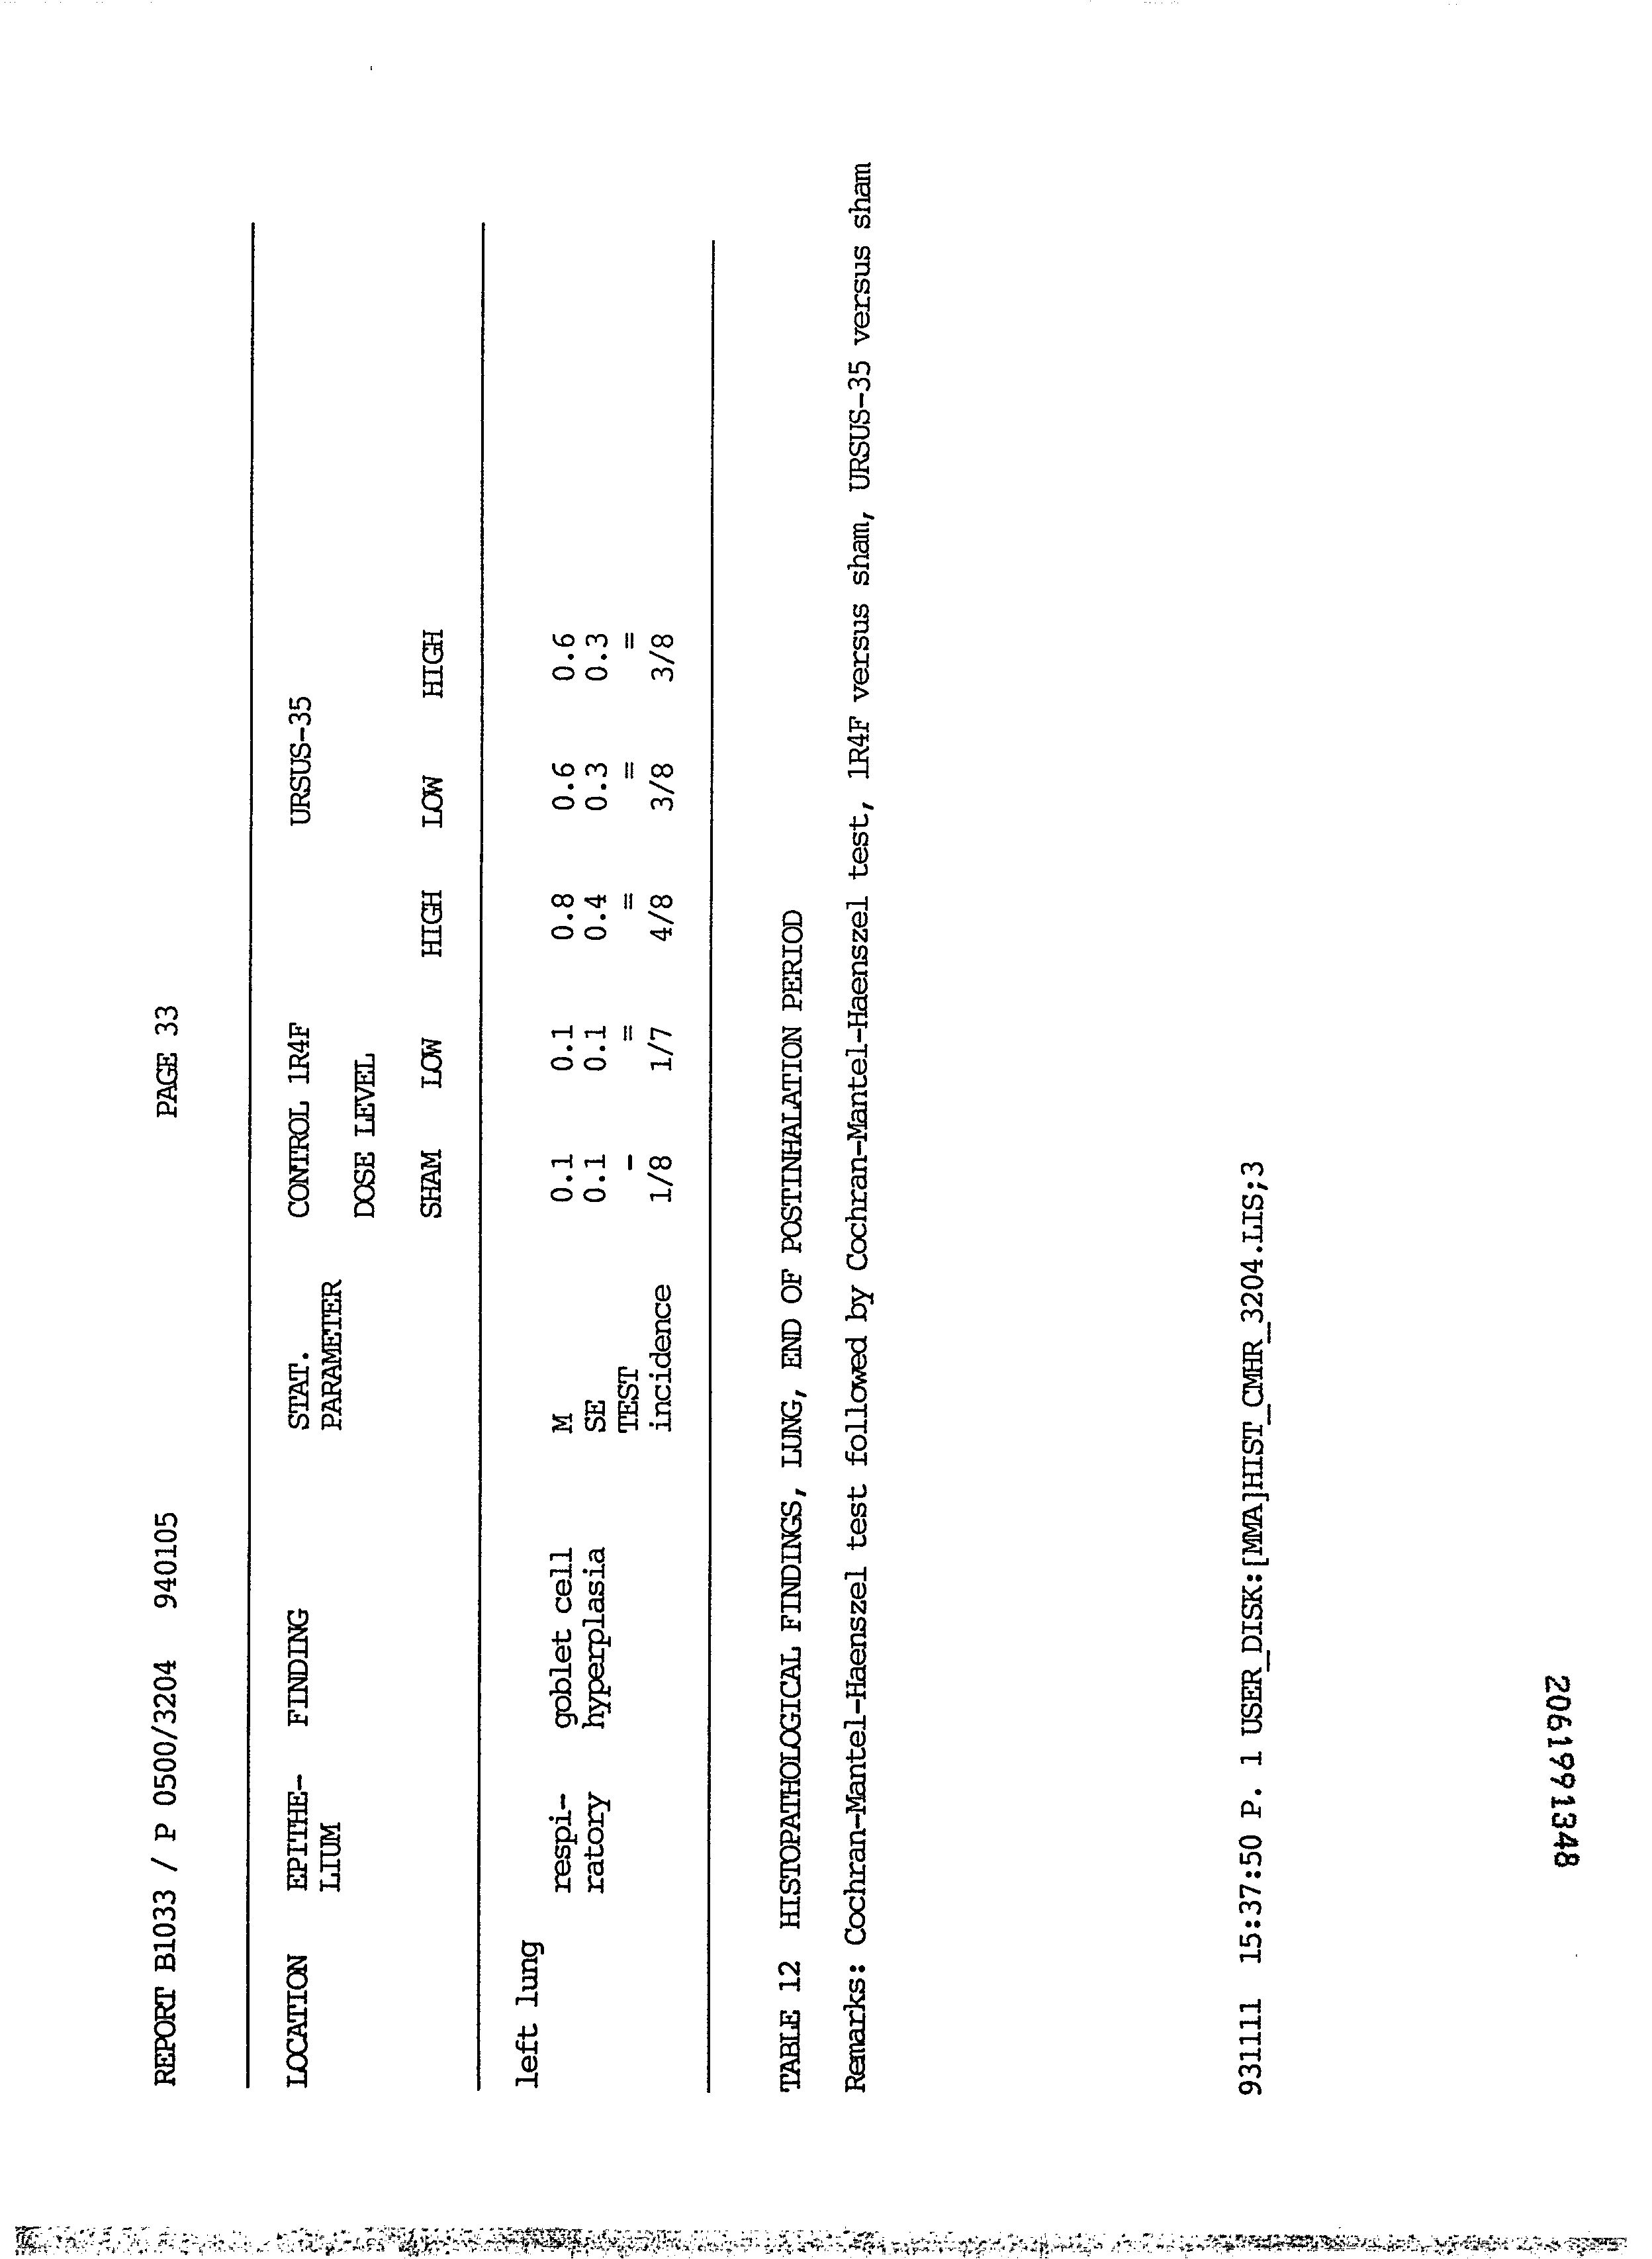 REPORT B1033 / P 0500/3204 940105 PAGE 33
LOCATION EPITHE- FINDING STAT. CONTROL 1R4F URSUS-35
LIUM PARAMETER
DOSE LEVEL
SHAM LOW HIGH LOW HIGH
left lung
respi- goblet cell M 0.1 0.1 0.8 0.6 0.6
ratory hyperplasia SE 0.1 0.1 0.4 0.3 0.3
TEST - = = = =
incidence 1/8 1/7 4/8 3/8 3/8
TABLE 12 HISTOPATHOLOGICAL FINDINGS, LUNG, END OF POSTINHALATION PERIOD
Remarks: Cochran-Mantel-Haenszel test followed by Cochran-Mantel-Haenszel test, 1R4F versus sham, URSUS-35 versus sham
931111 15:37:50 P. 1 USER_DISK:[MMA]HIST_CMHR_3204.LIS;3
2061991348